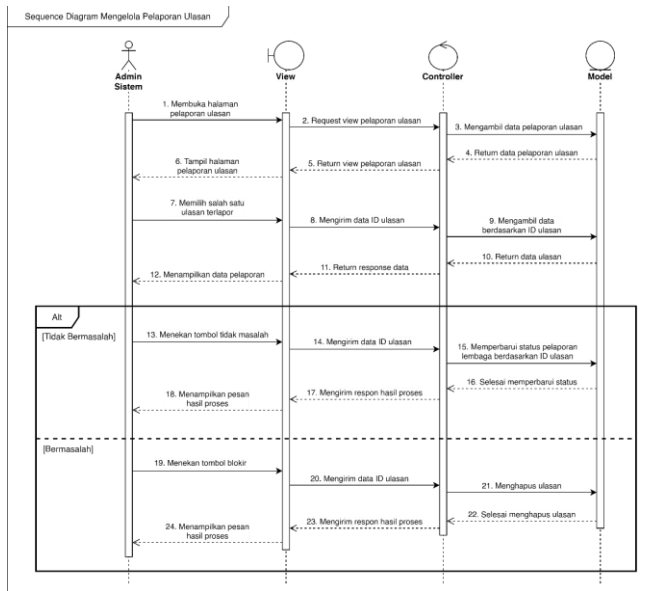 Sequence Diagram Mengelola Pelaporan Ulasan
Admin
Sistem
View
Controller
Model
1. Membuka halaman
pelaporan ulasan
2. Request view pelaporan ulasan
3. Mengambil data pelaporan ulasan
4. Return data pelaporan ulasan
5. Return view pelaporan ulasan
6. Tampil halaman
pelaporan ulasan
7. Memilih salah satu
ulasan terlapor
8. Mengirim data ID ulasan
9. Mengambil data
berdasarkan ID ulasan
10. Return data ulasan
11. Return response data
12. Menampilkan data pelaporan
Alt
[Tidak Bermasalah]
13. Menekan tombol tidak masalah
14. Mengirim data ID ulasan
15. Memperbarui status pelaporan
lembaga berdasarkan ID ulasan
16. Selesai memperbarui status
17. Mengirim respon hasil proses
18. Menampilkan pesan
hasil proses
[Bermasalah]
19. Menekan tombol blokir
20. Mengirim data ID ulasan
21. Menghapus ulasan
22. Selesai menghapus ulasan
23. Mengirim respon hasil proses
24. Menampilkan pesan
hasil proses